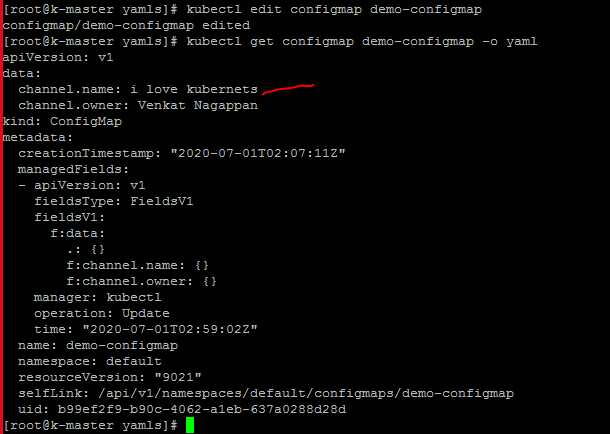 [root@k-master yamls]# kubectl edit configmap demo-configmap
configmap/demo-configmap edited
[root@k-master yamls]# kubectl get configmap demo-configmap -o yaml
apiVersion: v1
data:
  channel.name: i love kubernets
  channel.owner: Venkat Nagappan
kind: ConfigMap
metadata:
  creationTimestamp: "2020-07-01T02:07:11Z"
  managedFields:
  - apiVersion: v1
    fieldsType: FieldsV1
    fieldsV1:
      f:data:
        .: {}
        f:channel.name: {}
        f:channel.owner: {}
    manager: kubectl
    operation: Update
    time: "2020-07-01T02:59:02Z"
  name: demo-configmap
  namespace: default
  resourceVersion: "9021"
  selfLink: /api/v1/namespaces/default/configmaps/demo-configmap
  uid: b99ef2f9-b90c-4062-a1eb-637a0288d28d
[root@k-master yamls]#